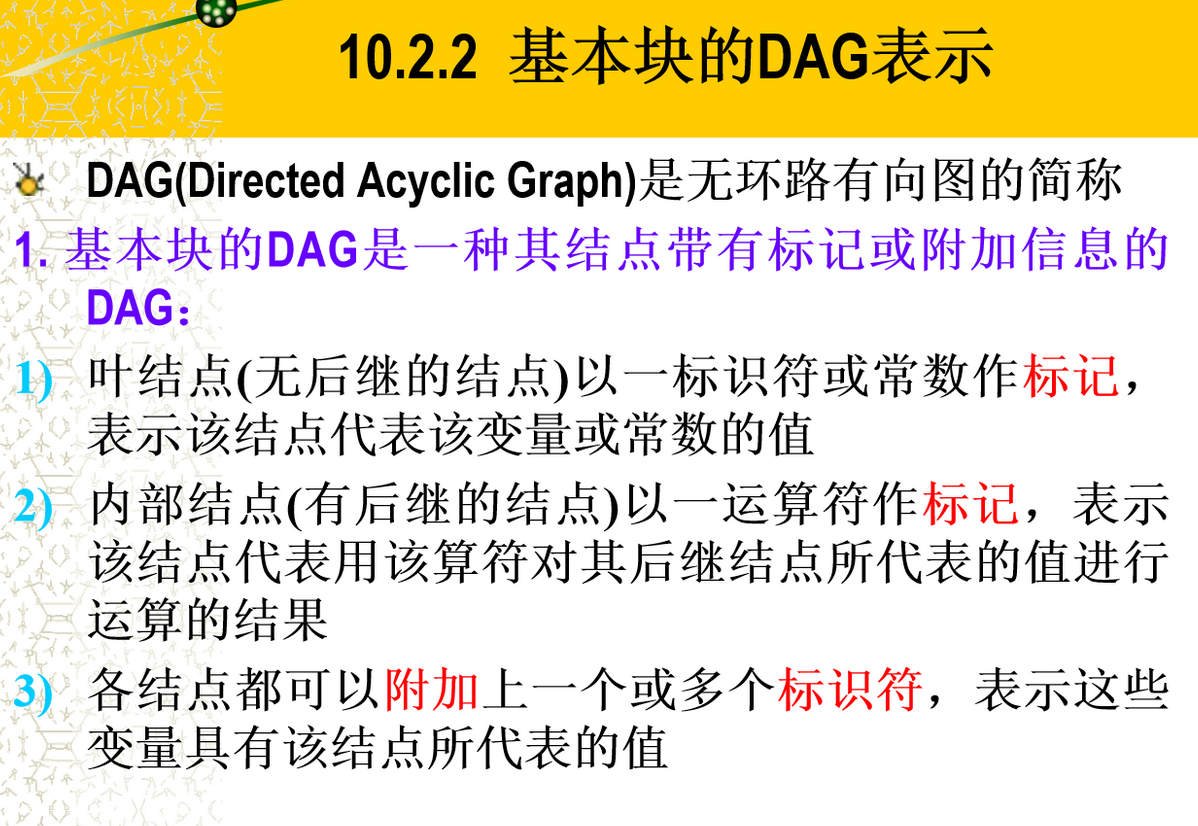 10.2.2 基本块的DAG表示
DAG(Directed Acyclic Graph)是无环路有向图的简称
1. 基本块的DAG是一种其结点带有标记或附加信息的
DAG：
1) 叶结点(无后继的结点)以一标识符或常数作标记，
表示该结点代表该变量或常数的值
2) 内部结点(有后继的结点)以一运算符作标记，表示
该结点代表用该算符对其后继结点所代表的值进行
运算的结果
3) 各结点都可以附加上一个或多个标识符，表示这些
变量具有该结点所代表的值